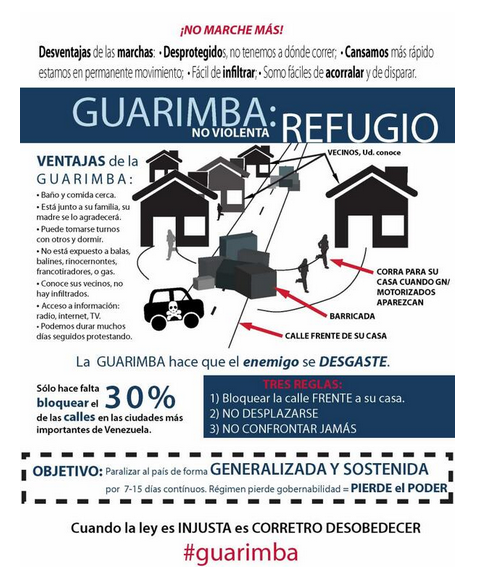 ¡NO MARCHE MÁS!
Desventajas de las marchas: • Desprotegidos, no tenemos a dónde correr; • Cansamos más rápido
estamos en permanente movimiento; • Fácil de infiltrar; • Somo fáciles de acorralar y de disparar.
GUARIMBA:
NO VIOLENTA
REFUGIO
VENTAJAS de la
GUARIMBA:
• Baño y comida cerca.
• Está junto a su familia, su
madre se lo agradecerá.
• Puede tomarse turnos
con otros y dormir.
• No está expuesto a balas,
balines, rinocernontes,
francotiradores, o gas.
• Conoce sus vecinos, no
hay infiltrados.
• Acceso a información:
radio, internet, TV.
• Podemos durar muchos
días seguidos protestando.
VECINOS, Ud. conoce
CORRA PARA SU
CASA CUANDO GN/
MOTORIZADOS
APAREZCAN
BARRICADA
CALLE FRENTE DE SU CASA
La GUARIMBA hace que el enemigo se DESGASTE.
Sólo hace falta
bloquear el 30%
de las calles en las ciudades más
importantes de Venezuela.
TRES REGLAS:
1) Bloquear la calle FRENTE a su casa.
2) NO DESPLAZARSE
3) NO CONFRONTAR JAMÁS
OBJETIVO: Paralizar al país de forma GENERALIZADA Y SOSTENIDA
por 7-15 días contínuos. Régimen pierde gobernabilidad = PIERDE el PODER
Cuando la ley es INJUSTA es CORRETRO DESOBEDECER
#guarimba